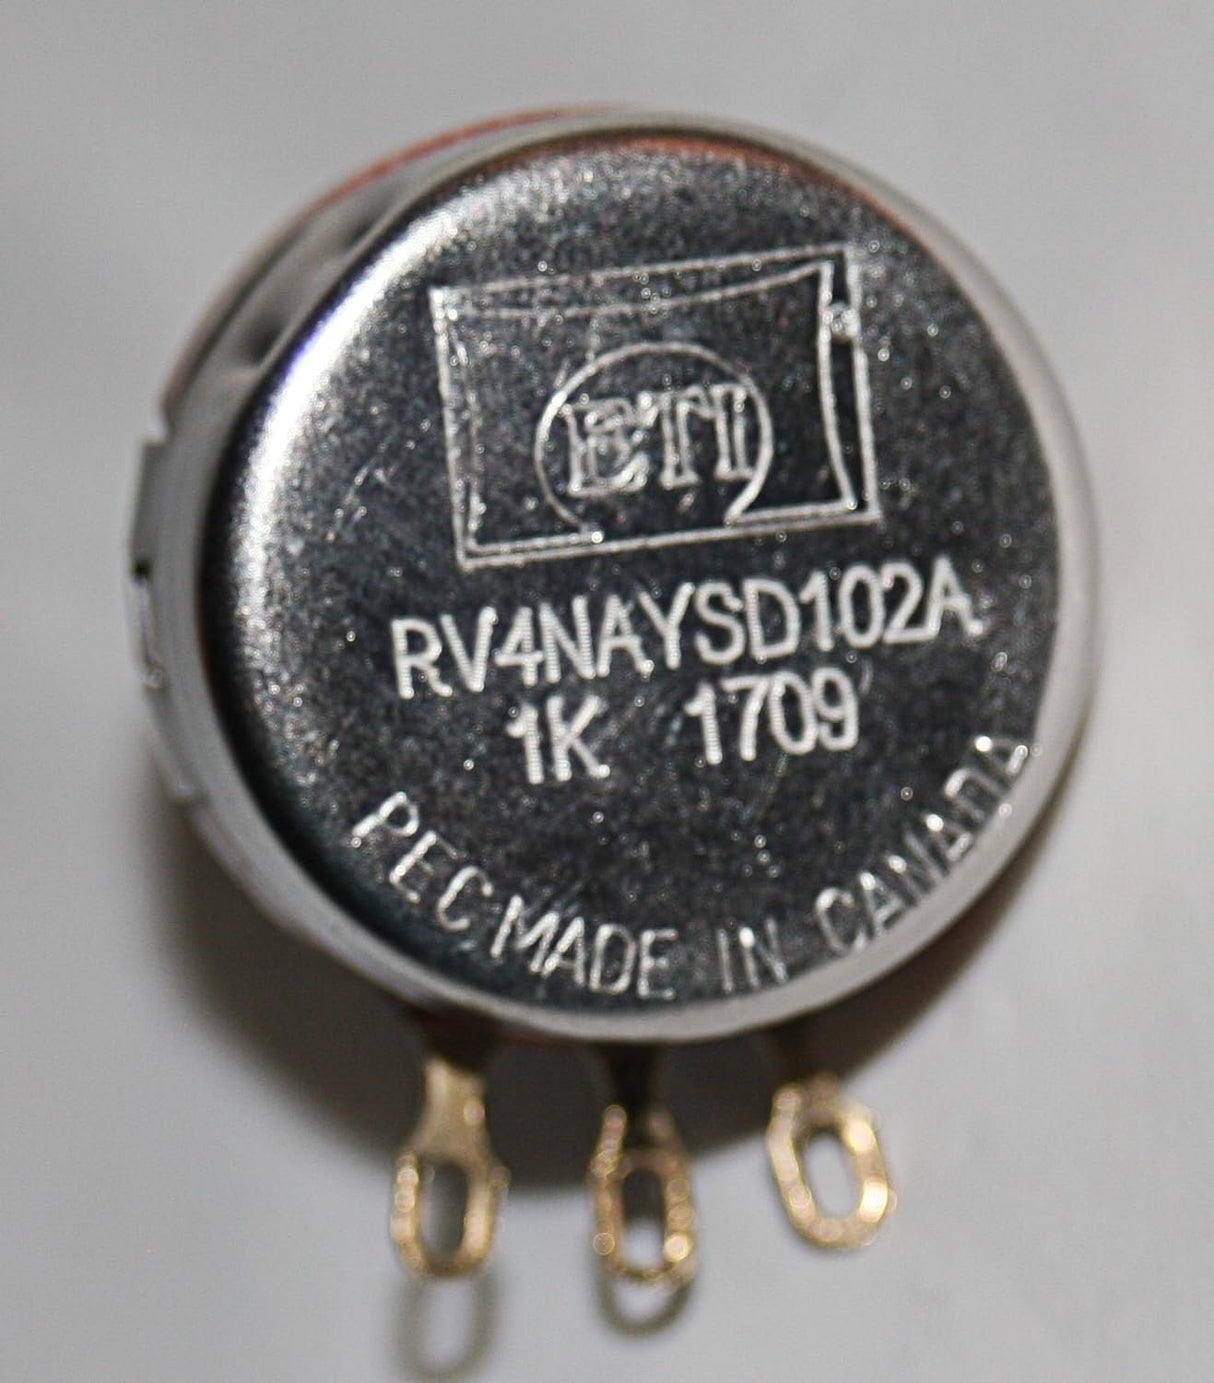 ETI
RV4NAYSD102A
1K 1709
PEC MADE IN CANADA